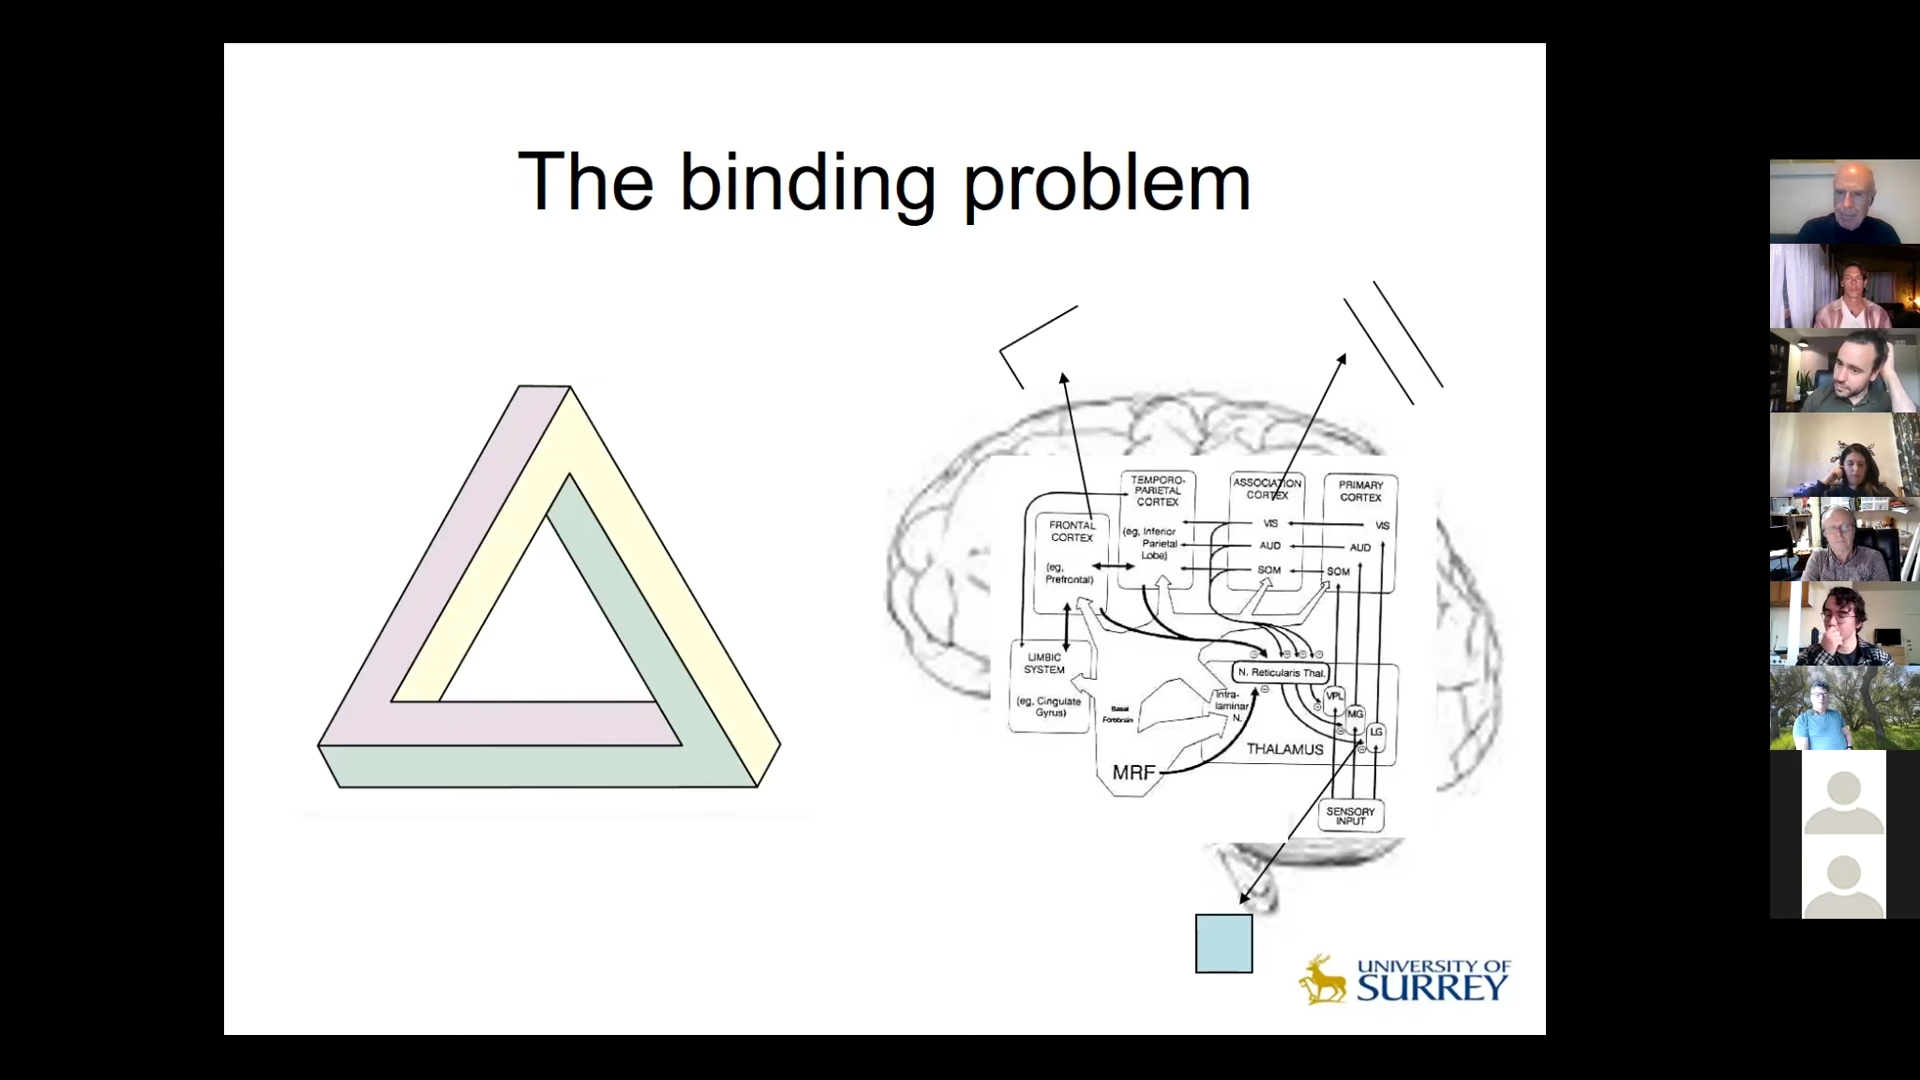 The binding problem
TEMPORO-
PARIETAL
CORTEX
(eg, Inferior
Parietal
Lobe)
ASSOCIATION
CORTEX
VIS
AUD
SOM
PRIMARY
CORTEX
VIS
AUD
SOM
FRONTAL
CORTEX
(eg,
Prefrontal)
LIMBIC
SYSTEM
(eg, Cingulate
Gyrus)
Basal
Forebrain
Intra-
laminar
N.
N. Reticularis Thal.
VPL
MG
LG
THALAMUS
MRF
SENSORY
INPUT
UNIVERSITY OF
SURREY